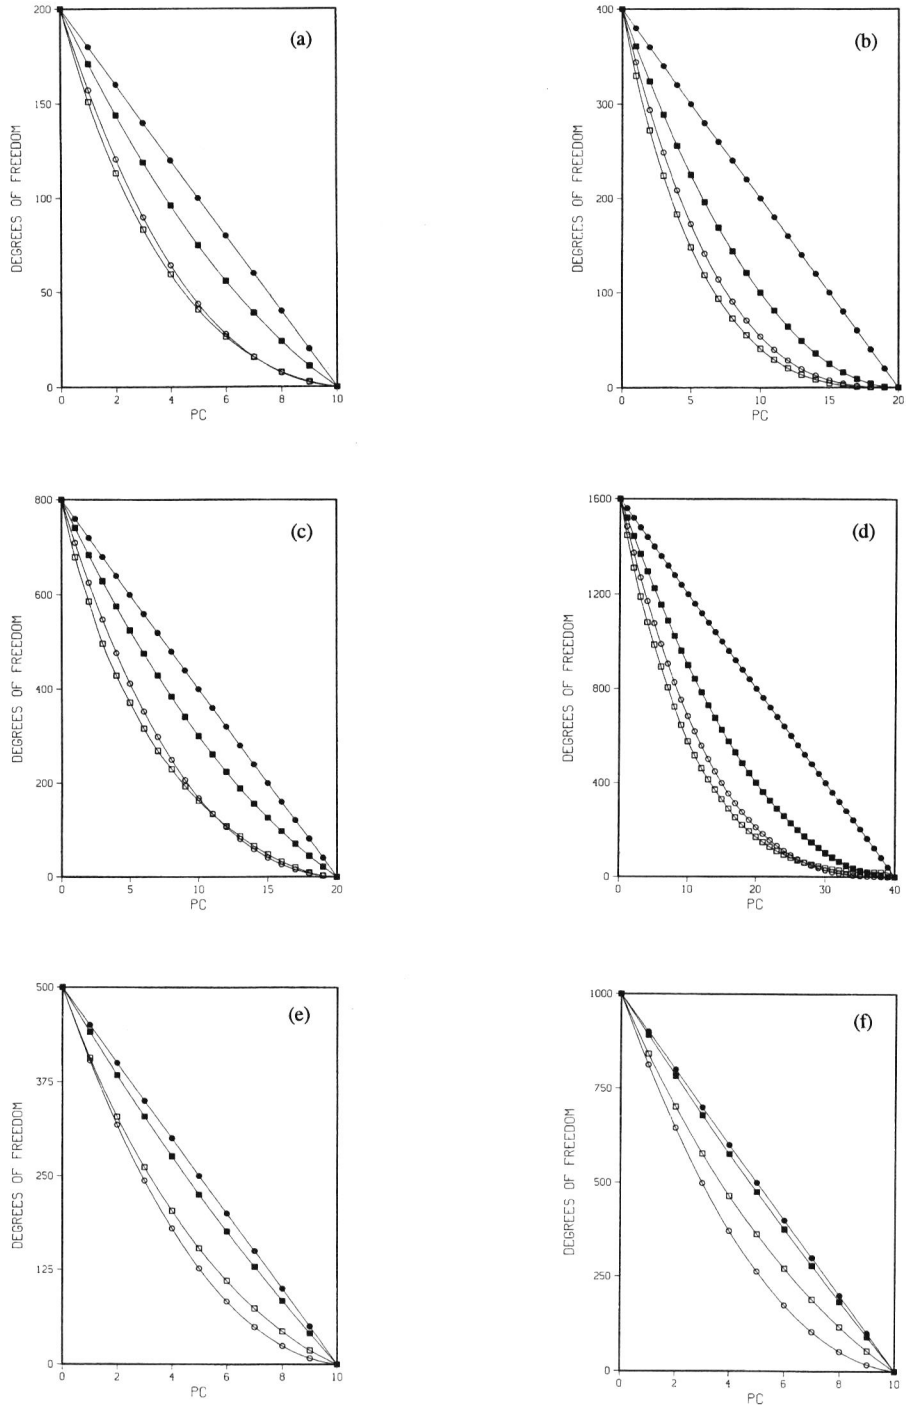 (a)
200
150
100
50
0
DEGREES OF FREEDOM
0 2 4 6 8 10
PC
(b)
400
300
200
100
0
DEGREES OF FREEDOM
0 5 10 15 20
PC
(c)
800
600
400
200
0
DEGREES OF FREEDOM
0 5 10 15 20
PC
(d)
1600
1200
800
400
0
DEGREES OF FREEDOM
0 10 20 30 40
PC
(e)
500
375
250
125
0
DEGREES OF FREEDOM
0 2 4 6 8 10
PC
(f)
1000
750
500
250
0
DEGREES OF FREEDOM
0 2 4 6 8 10
PC